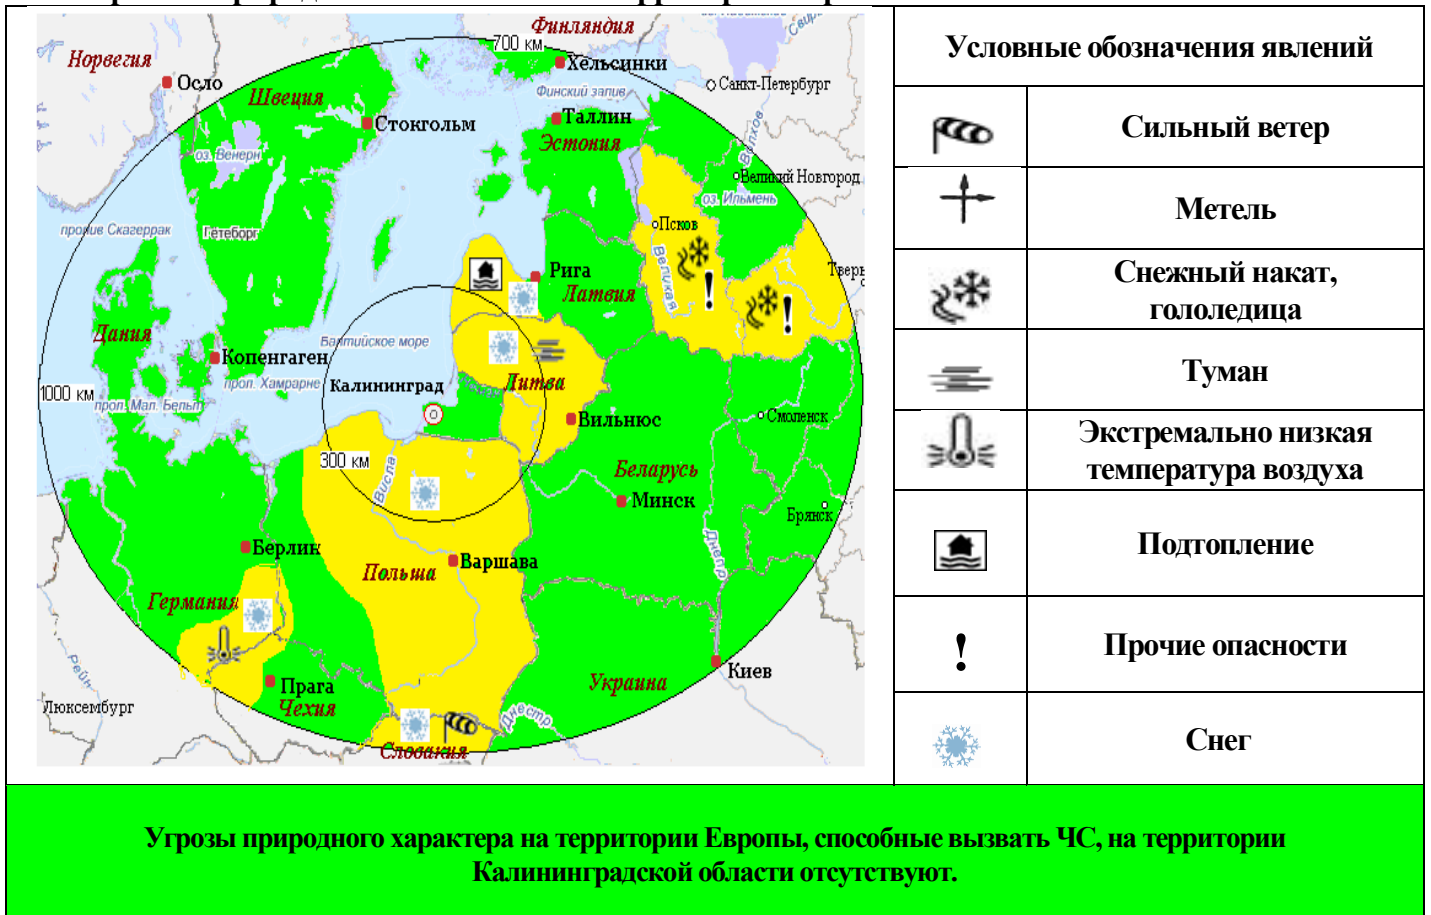 Норвегия
Осло
Швеция
Стокгольм
700 км
Финляндия
Хельсинки
Финский залив
Санкт-Петербург
Таллин
Эстония
Волхов
Великий Новгород
оз. Ильмень
оз. Венерн
пролив Скагеррак
Гётеборг
Псков
Великая
Тверь
Рига
Латвия
Дания
Копенгаген
Балтийское море
прол. Хамрарне
Калининград
Литва
1000 км
прол. Мал. Бельт
Вильнюс
Смоленск
300 км
Висла
Беларусь
Минск
Брянск
Днепр
Берлин
Польша
Варшава
Германия
Рейн
Прага
Чехия
Люксембург
Украина
Киев
Днестр
Словакия
Условные обозначения явлений
Сильный ветер
Метель
Снежный накат,
гололедица
Туман
Экстремально низкая
температура воздуха
Подтопление
!
Прочие опасности
Снег
Угрозы природного характера на территории Европы, способные вызвать ЧС, на территории
Калининградской области отсутствуют.